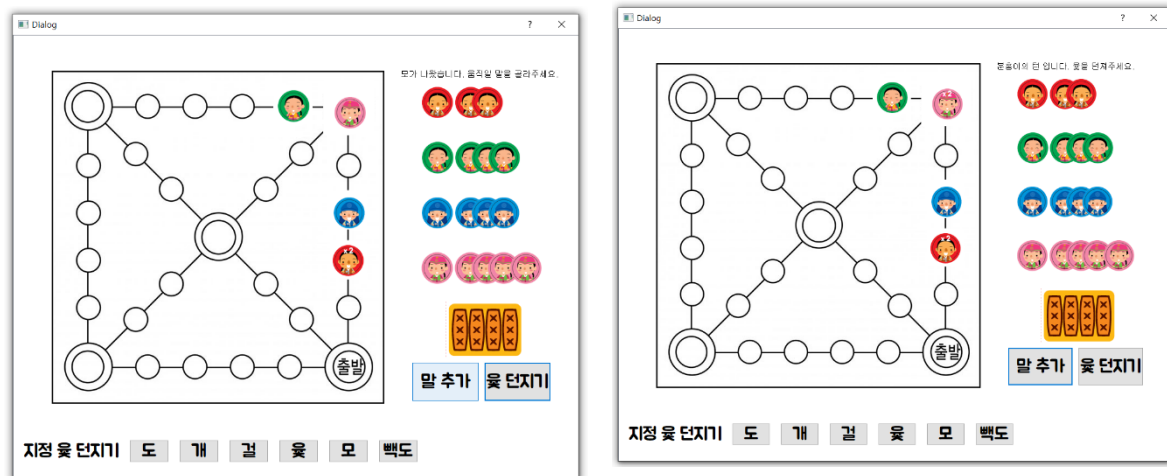 Dialog
? ×
모가 나왔습니다. 움직일 말을 골라주세요.
x2
출발
말 추가
윷 던지기
지정 윷 던지기
도
개
걸
윷
모
빽도
Dialog
? ×
분홍이의 턴 입니다. 윷을 던져주세요.
x2
x2
출발
말 추가
윷 던지기
지정 윷 던지기
도
개
걸
윷
모
빽도